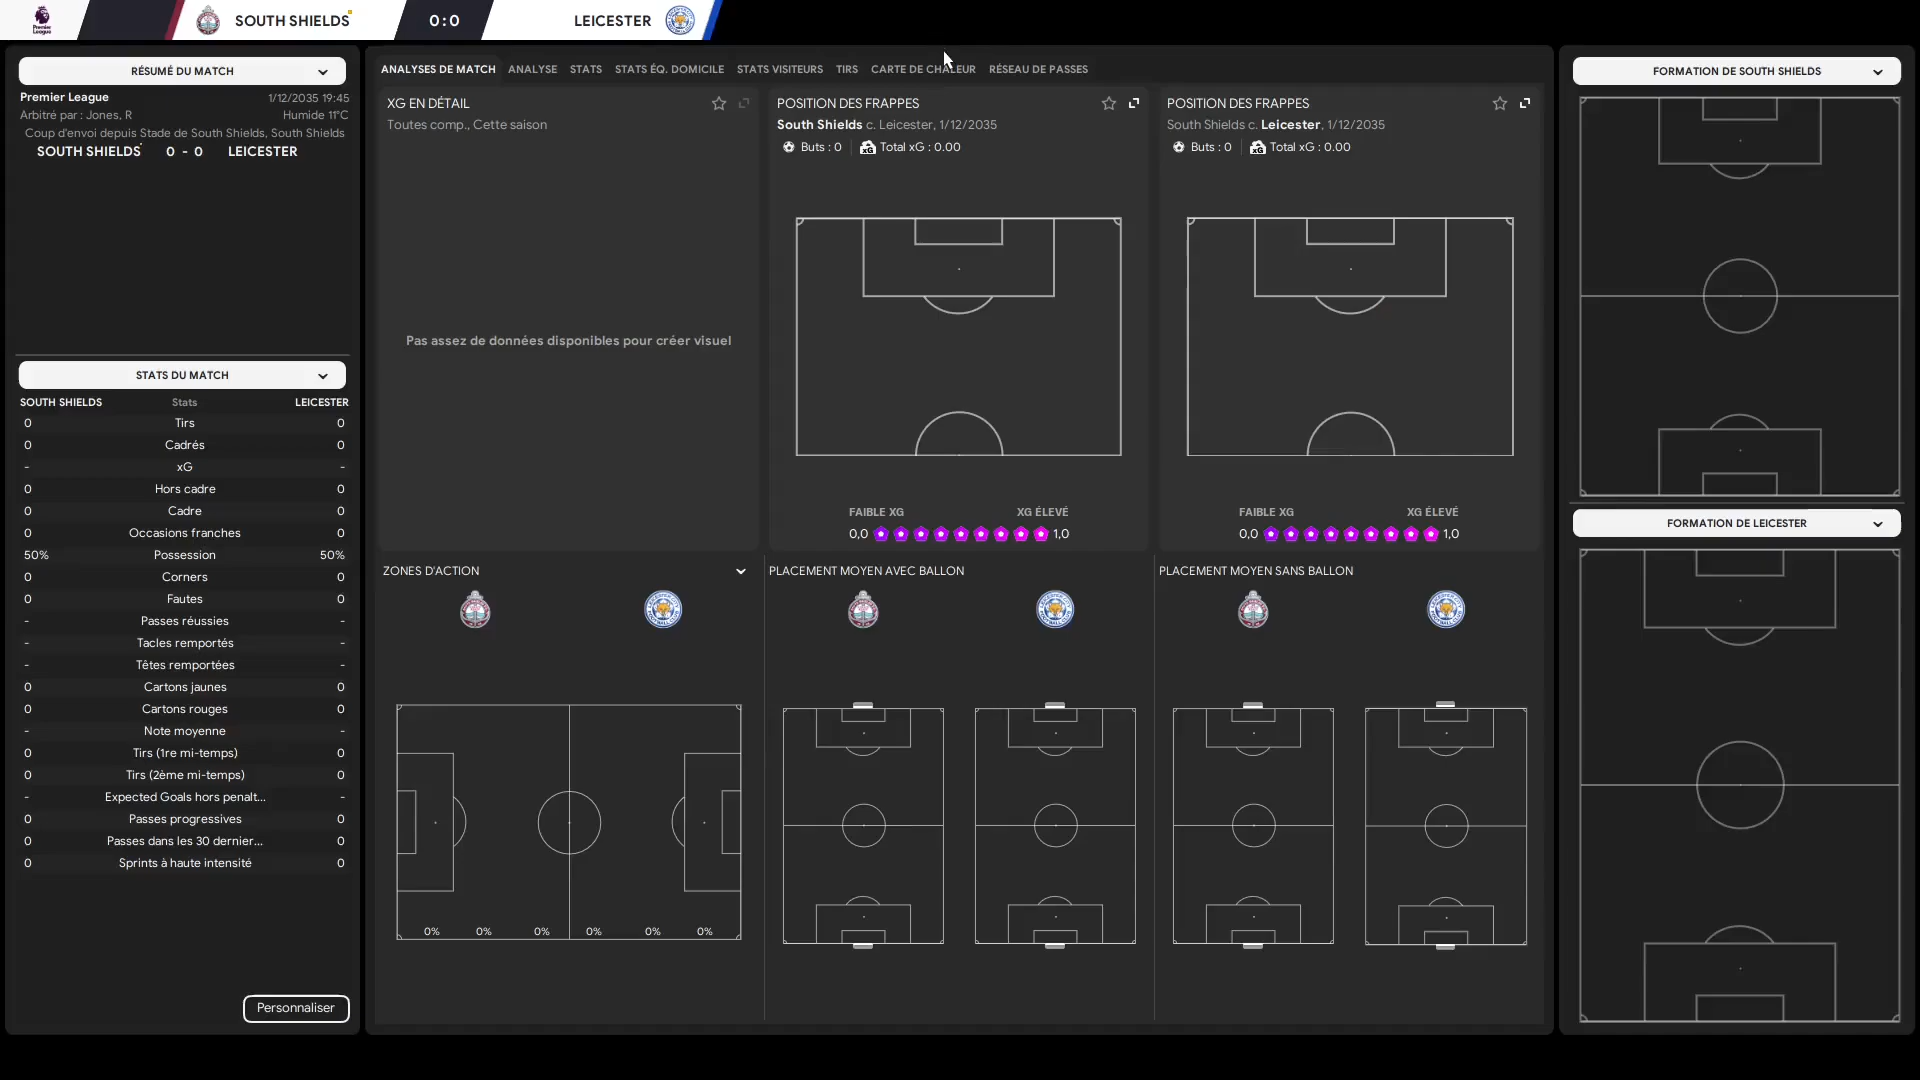 Premier League
SOUTH SHIELDS
0:0
LEICESTER
RÉSUMÉ DU MATCH
Premier League 1/12/2035 19:45
Arbitré par : Jones, R Humide 11°C
Coup d'envoi depuis Stade de South Shields, South Shields
SOUTH SHIELDS 0 - 0 LEICESTER
STATS DU MATCH
SOUTH SHIELDS Stats LEICESTER
0 Tirs 0
0 Cadrés 0
- xG -
0 Hors cadre 0
0 Cadre 0
0 Occasions franches 0
50% Possession 50%
0 Corners 0
0 Fautes 0
- Passes réussies -
- Tacles remportés -
- Têtes remportées -
0 Cartons jaunes 0
0 Cartons rouges 0
- Note moyenne -
0 Tirs (1re mi-temps) 0
0 Tirs (2ème mi-temps) 0
- Expected Goals hors penalt... -
0 Passes progressives 0
0 Passes dans les 30 dernier... 0
0 Sprints à haute intensité 0
Personnaliser
ANALYSES DE MATCH ANALYSE STATS STATS ÉQ. DOMICILE STATS VISITEURS TIRS CARTE DE CHALEUR RÉSEAU DE PASSES
XG EN DÉTAIL
Toutes comp., Cette saison
Pas assez de données disponibles pour créer visuel
POSITION DES FRAPPES
South Shields c. Leicester, 1/12/2035
Buts : 0 xG Total xG : 0.00
FAIBLE XG XG ÉLEVÉ
0,0 1,0
POSITION DES FRAPPES
South Shields c. Leicester, 1/12/2035
Buts : 0 xG Total xG : 0.00
FAIBLE XG XG ÉLEVÉ
0,0 1,0
ZONES D'ACTION
0% 0% 0% 0% 0% 0%
PLACEMENT MOYEN AVEC BALLON
PLACEMENT MOYEN SANS BALLON
FORMATION DE SOUTH SHIELDS
FORMATION DE LEICESTER